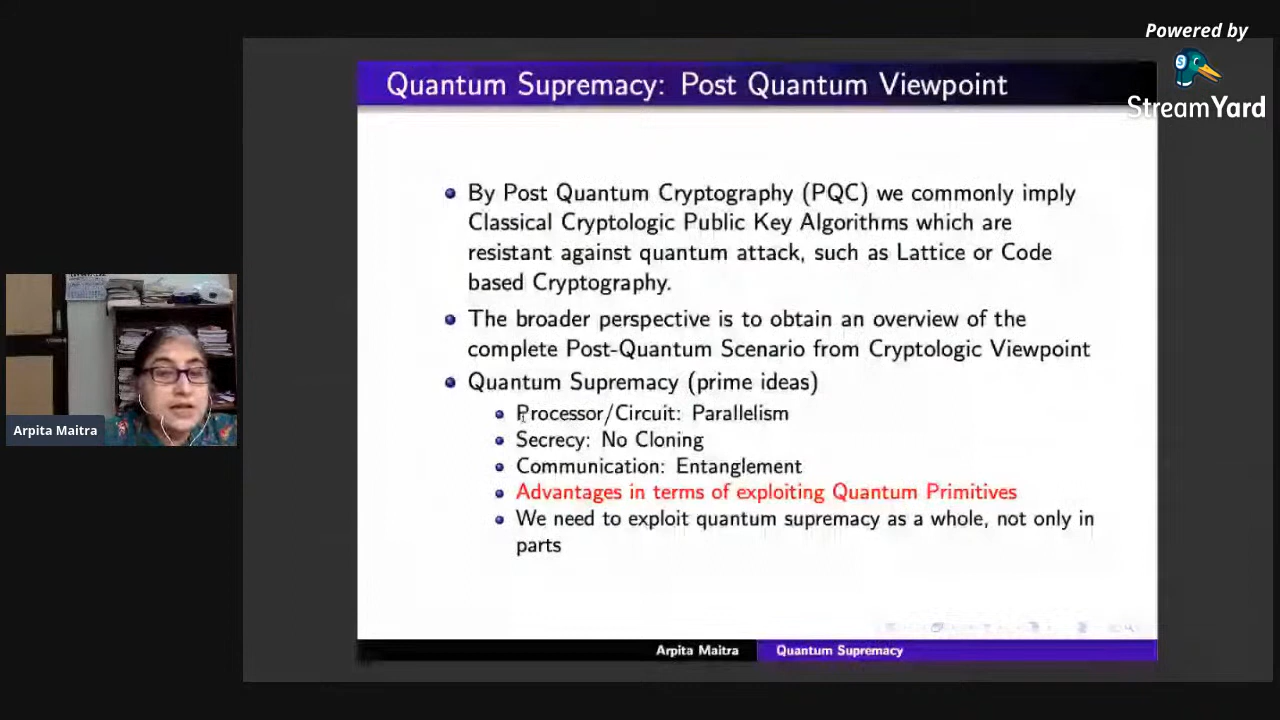 Powered by
StreamYard
Quantum Supremacy: Post Quantum Viewpoint
By Post Quantum Cryptography (PQC) we commonly imply
Classical Cryptologic Public Key Algorithms which are
resistant against quantum attack, such as Lattice or Code
based Cryptography.
The broader perspective is to obtain an overview of the
complete Post-Quantum Scenario from Cryptologic Viewpoint
Quantum Supremacy (prime ideas)
Processor/Circuit: Parallelism
Secrecy: No Cloning
Communication: Entanglement
Advantages in terms of exploiting Quantum Primitives
We need to exploit quantum supremacy as a whole, not only in
parts
Arpita Maitra
Arpita Maitra
Quantum Supremacy